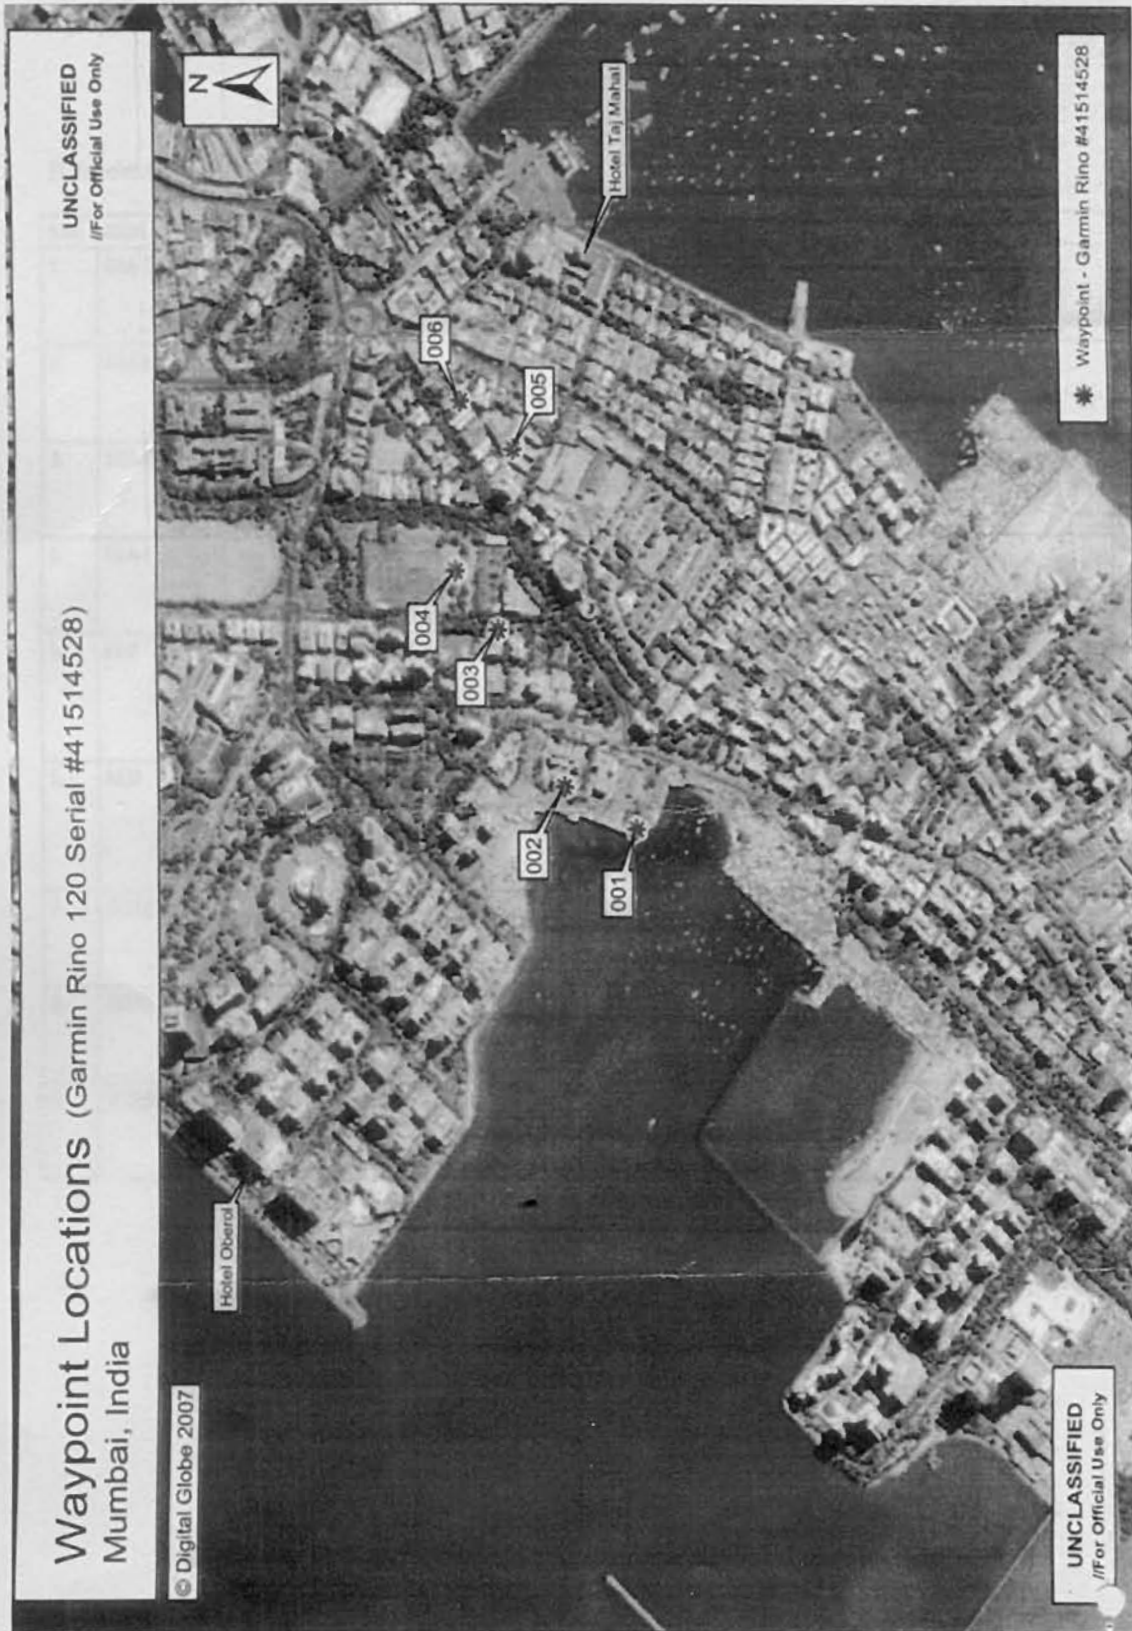 Waypoint Locations (Garmin Rino 120 Serial #41514528)
Mumbai, India
UNCLASSIFIED
//For Official Use Only
© Digital Globe 2007
N
Hotel Oberoi
Hotel Taj Mahal
001
002
003
004
005
006
UNCLASSIFIED
//For Official Use Only
Waypoint - Garmin Rino #41514528